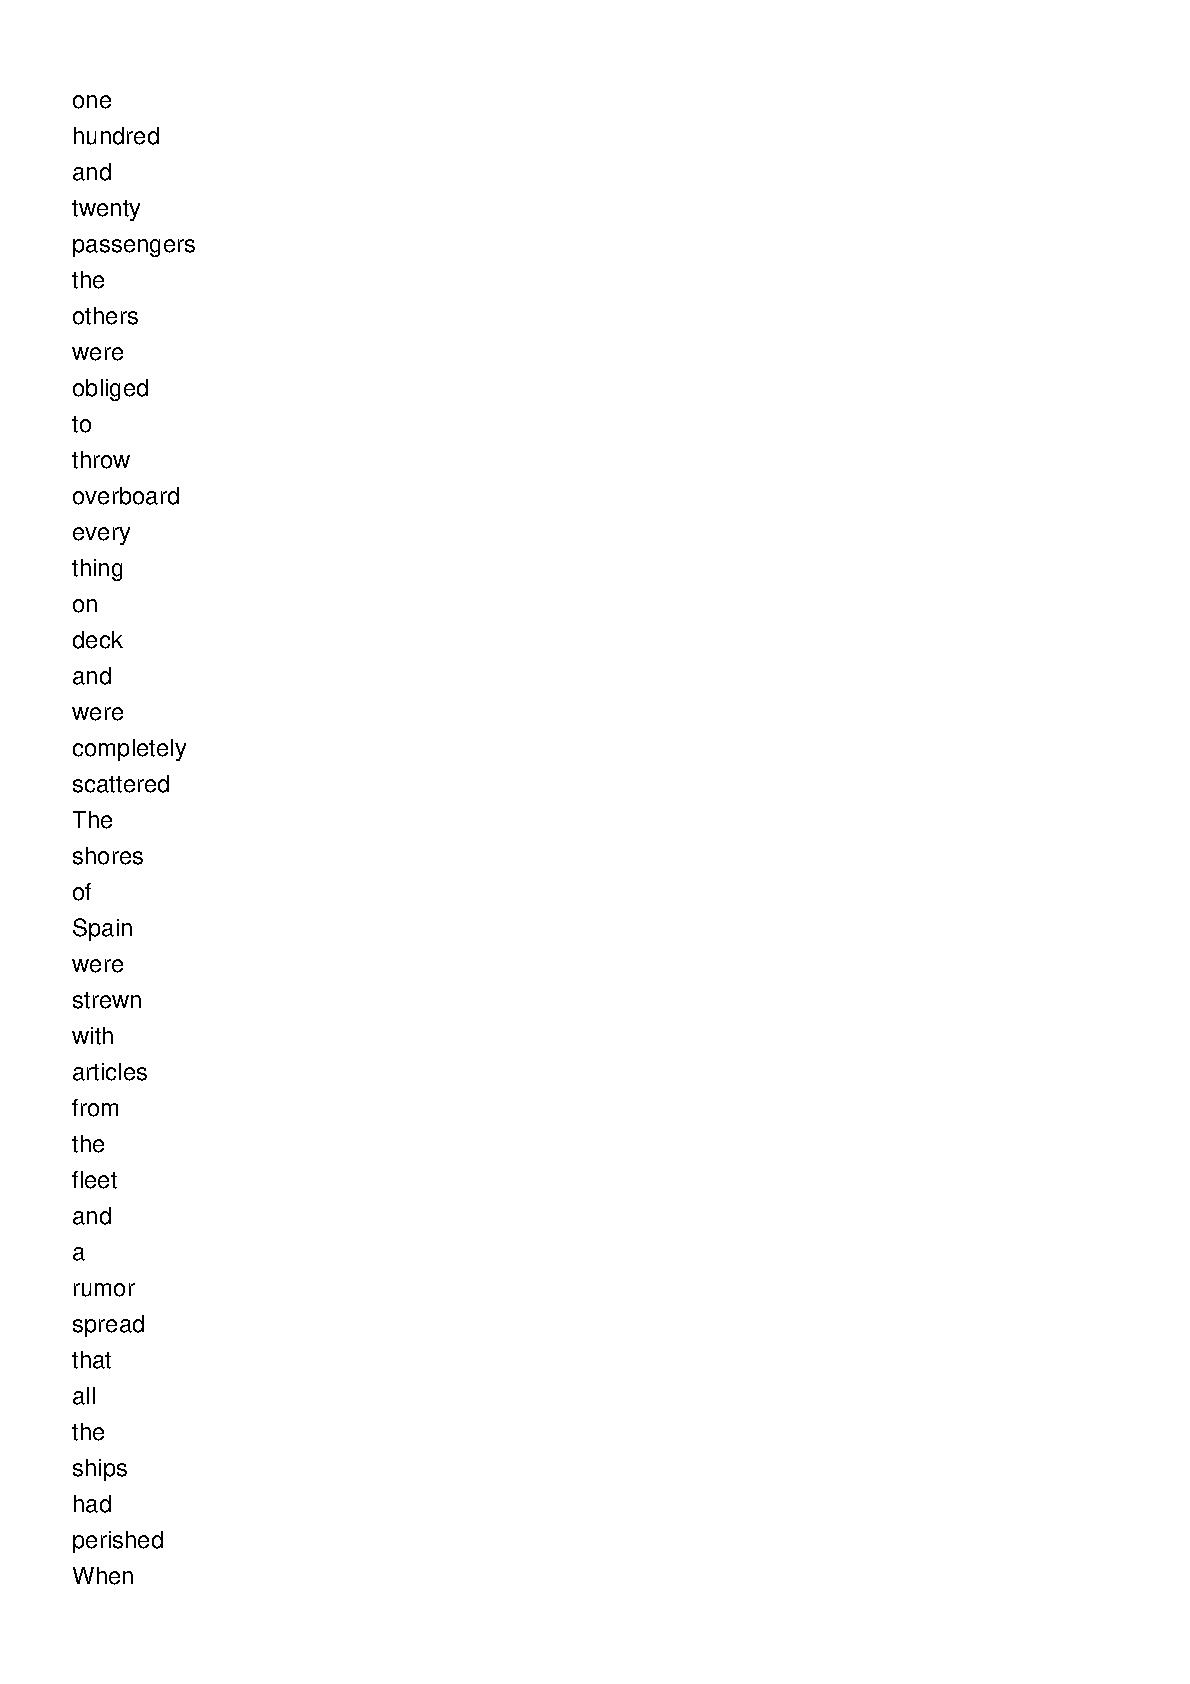 one
hundred
and
twenty
passengers
the
others
were
obliged
to
throw
overboard
every
thing
on
deck
and
were
completely
scattered
The
shores
of
Spain
were
strewn
with
articles
from
the
fleet
and
a
rumor
spread
that
all
the
ships
had
perished
When